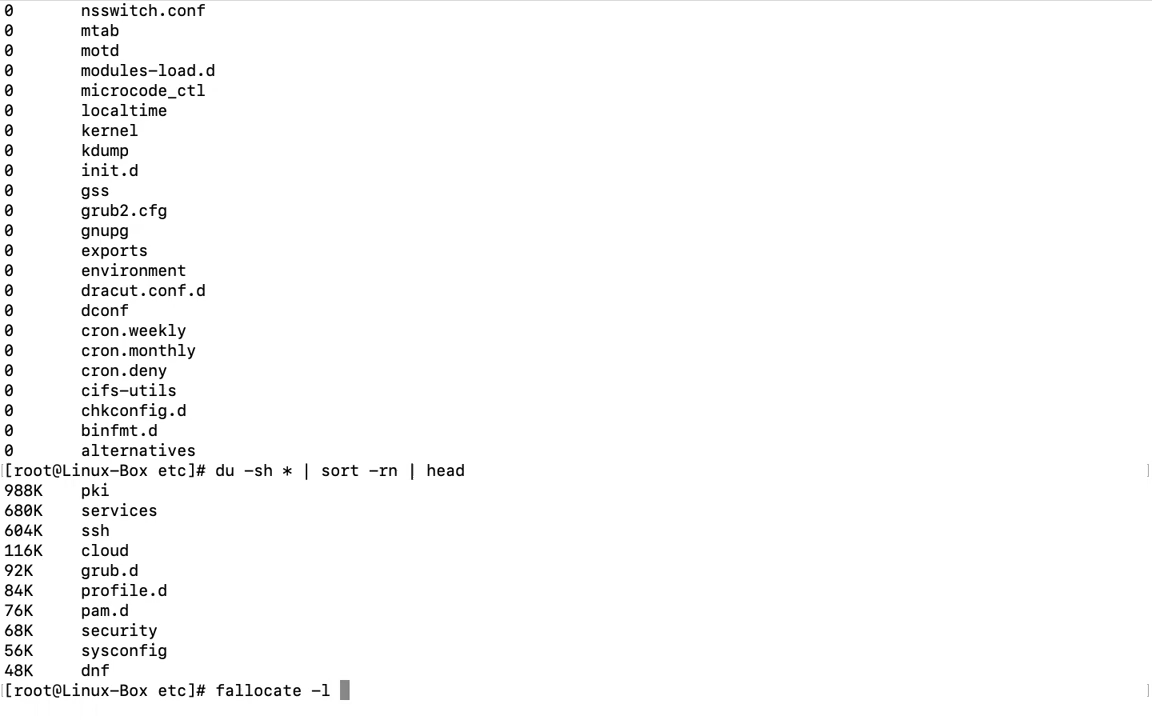 0       nsswitch.conf
0       mtab
0       motd
0       modules-load.d
0       microcode_ctl
0       localtime
0       kernel
0       kdump
0       init.d
0       gss
0       grub2.cfg
0       gnupg
0       exports
0       environment
0       dracut.conf.d
0       dconf
0       cron.weekly
0       cron.monthly
0       cron.deny
0       cifs-utils
0       chkconfig.d
0       binfmt.d
0       alternatives
[root@Linux-Box etc]# du -sh * | sort -rn | head
988K    pki
680K    services
604K    ssh
116K    cloud
92K     grub.d
84K     profile.d
76K     pam.d
68K     security
56K     sysconfig
48K     dnf
[root@Linux-Box etc]# fallocate -l